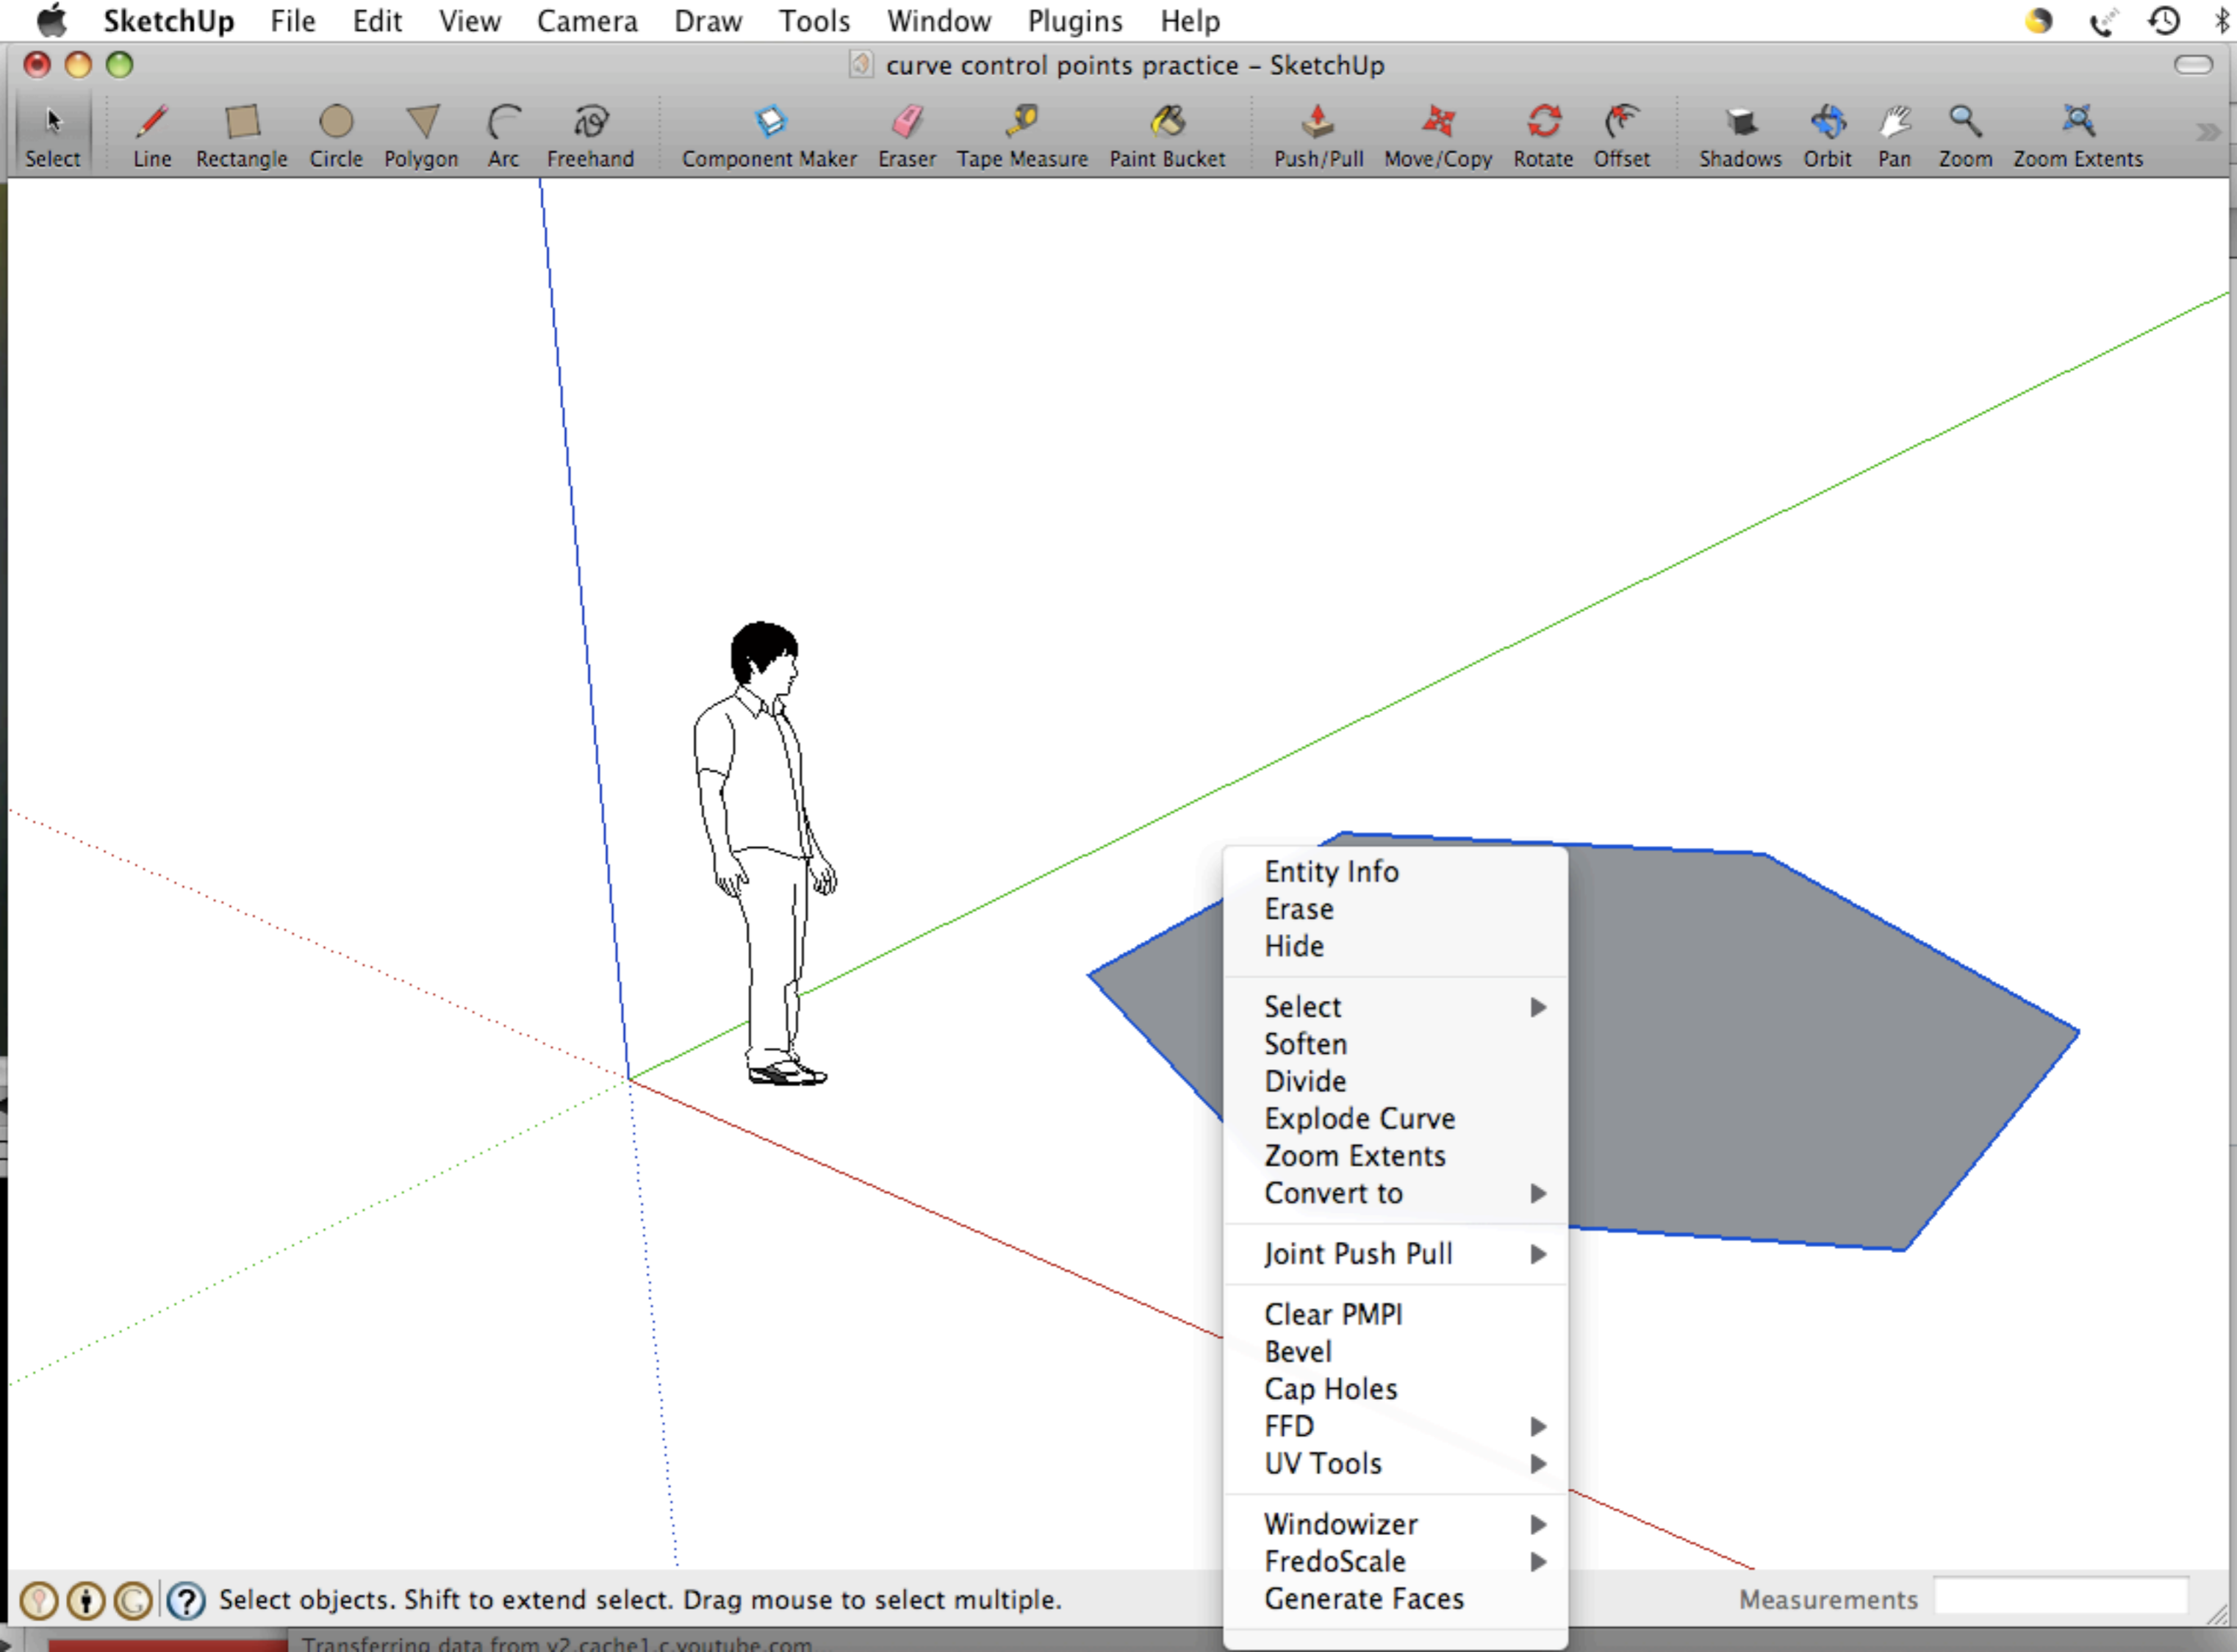 SketchUp File Edit View Camera Draw Tools Window Plugins Help
curve control points practice – SketchUp
Select Line Rectangle Circle Polygon Arc Freehand Component Maker Eraser Tape Measure Paint Bucket Push/Pull Move/Copy Rotate Offset Shadows Orbit Pan Zoom Zoom Extents
Entity Info
Erase
Hide
Select
Soften
Divide
Explode Curve
Zoom Extents
Convert to
Joint Push Pull
Clear PMPI
Bevel
Cap Holes
FFD
UV Tools
Windowizer
FredoScale
Generate Faces
Select objects. Shift to extend select. Drag mouse to select multiple.
Measurements
Transferring data from v2.cache1.c.youtube.com...